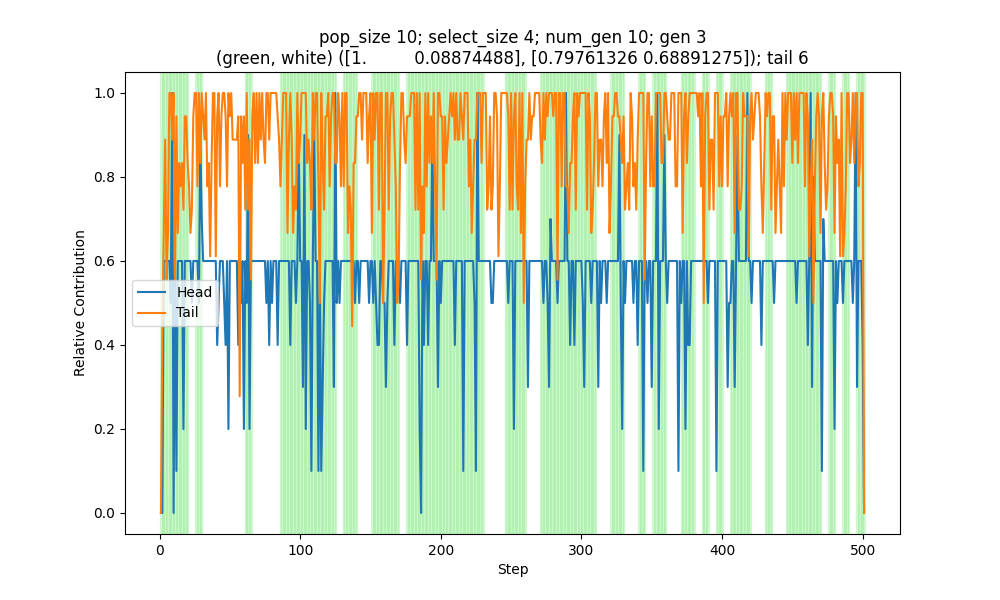 pop_size 10; select_size 4; num_gen 10; gen 3
(green, white) ([1. 0.08874488], [0.79761326 0.68891275]); tail 6
1.0
0.8
0.6
0.4
0.2
0.0
Relative Contribution
Head
Tail
0 100 200 300 400 500
Step